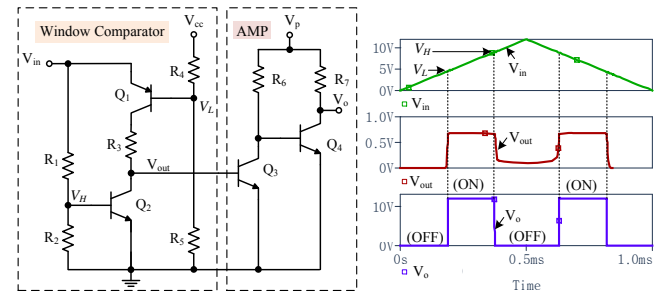 Window Comparator
V_cc
AMP
V_p
V_in
R_4
R_6
R_7
Q_1
V_L
V_o
R_3
Q_4
R_1
V_out
Q_3
V_H
Q_2
R_2
R_5
V_H
10V
V_L
V_in
5V
0V
V_in
1.0V
0.5V
V_out
0V
V_out
(ON)
(ON)
10V
V_o
(OFF)
(OFF)
(OFF)
0V
0s
0.5ms
1.0ms
V_o
Time